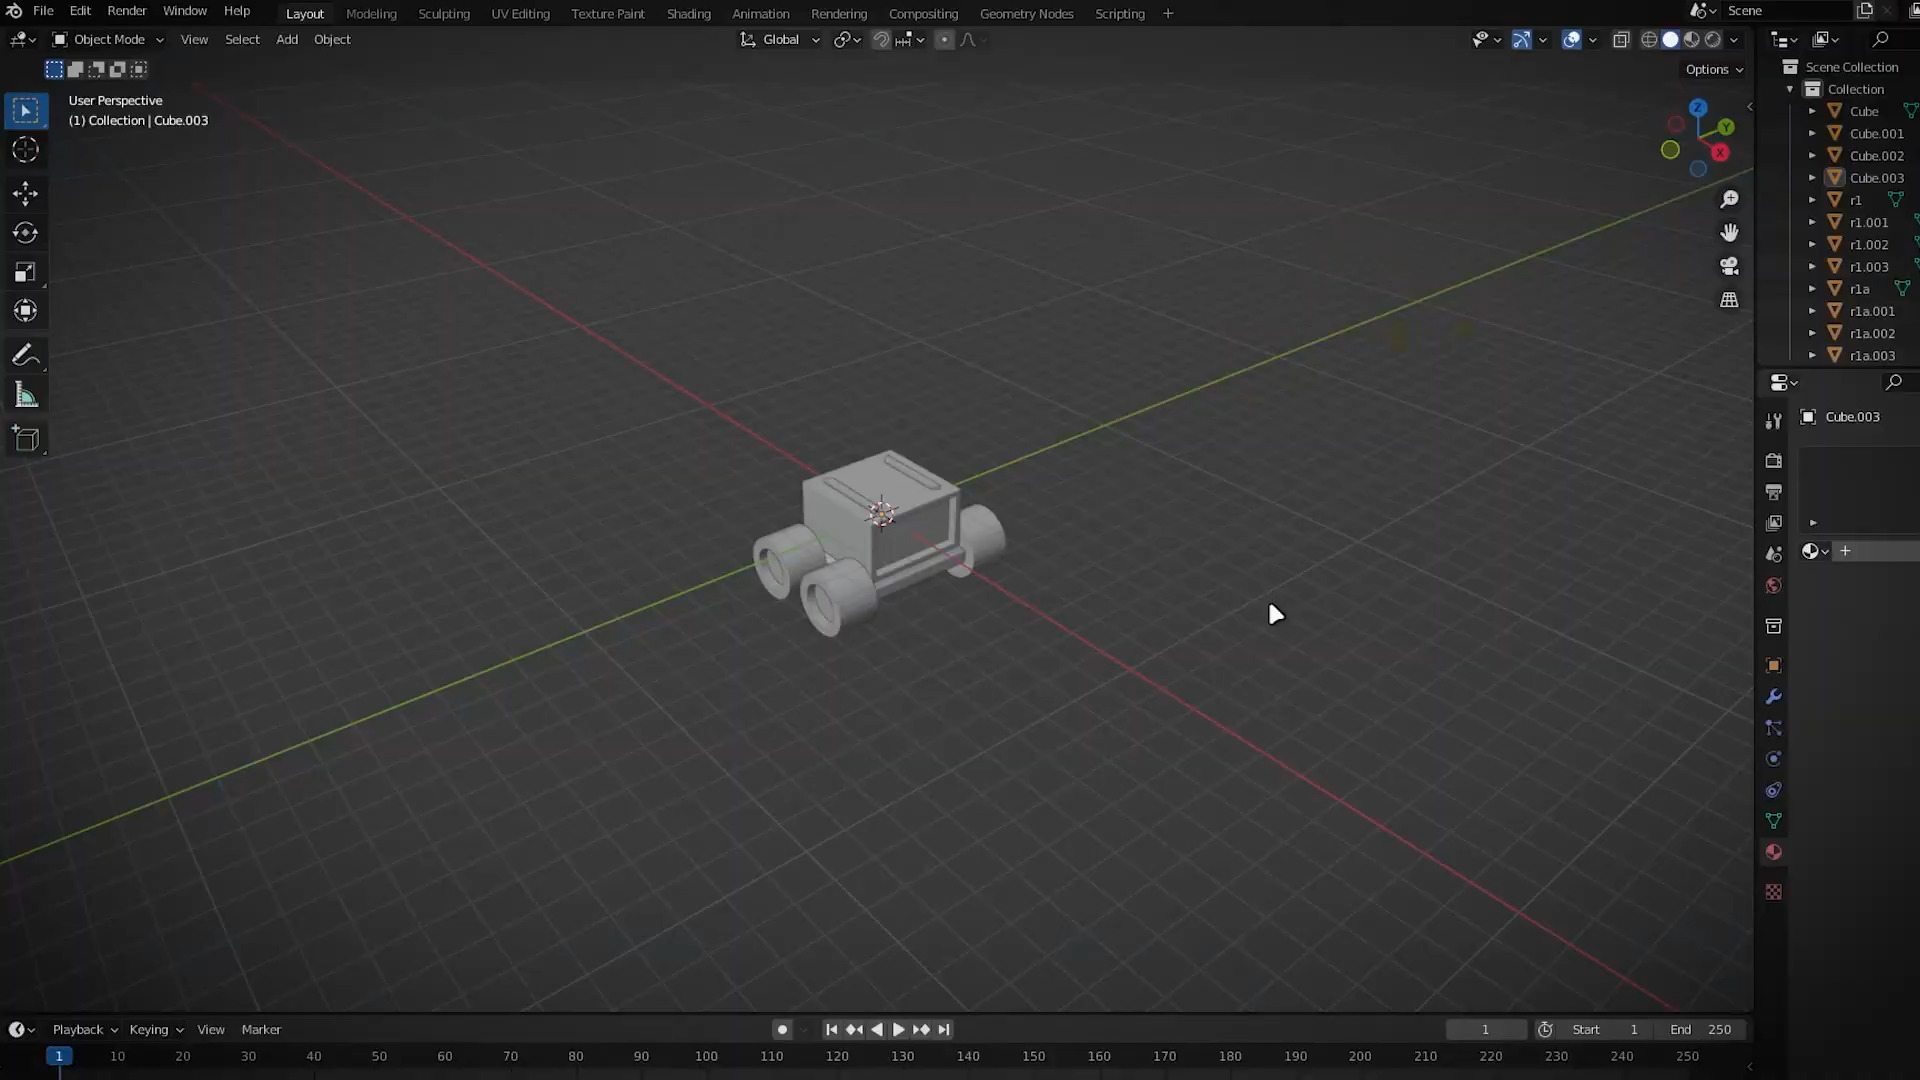 File Edit Render Window Help Layout Modeling Sculpting UV Editing Texture Paint Shading Animation Rendering Compositing Geometry Nodes Scripting + Scene
Object Mode View Select Add Object Global
Options
User Perspective
(1) Collection | Cube.003
Z
Y
X
Scene Collection
Collection
Cube
Cube.001
Cube.002
Cube.003
r1
r1.001
r1.002
r1.003
r1a
r1a.001
r1a.002
r1a.003
Cube.003
+
Playback Keying View Marker 1 Start 1 End 250
1 10 20 30 40 50 60 70 80 90 100 110 120 130 140 150 160 170 180 190 200 210 220 230 240 250